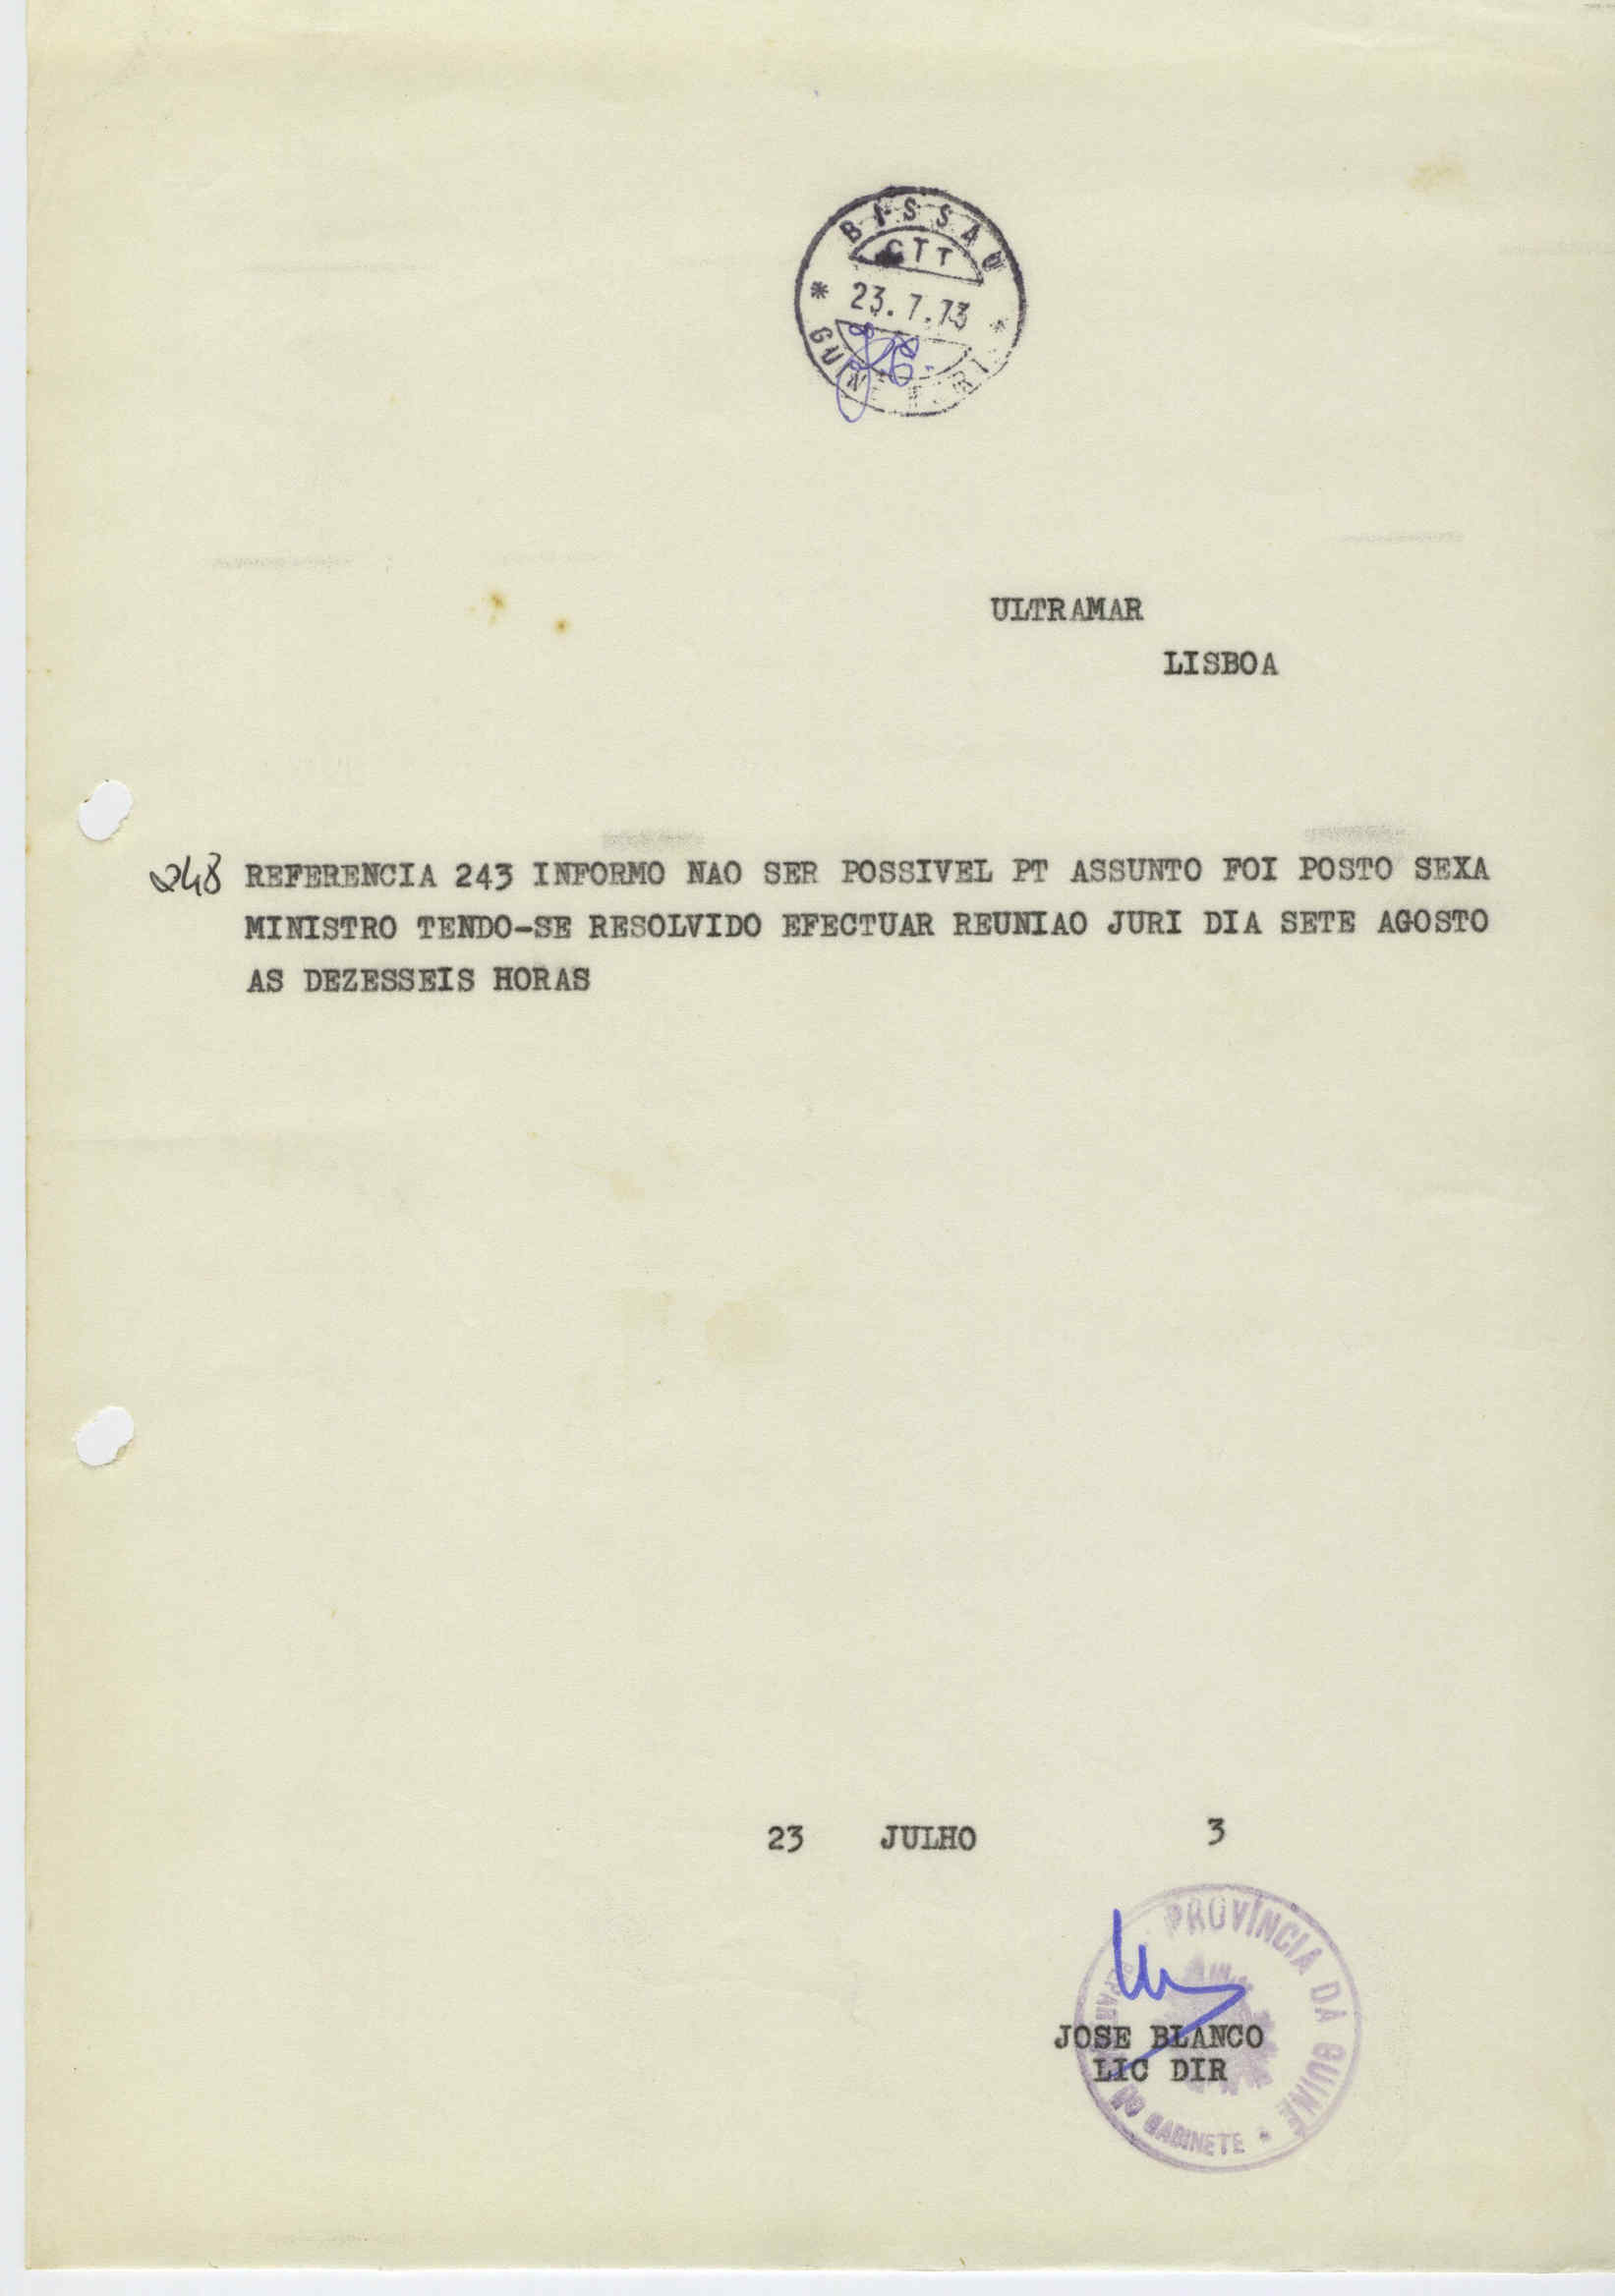 BISSAU
CTT
23.7.73
ULTRAMAR
LISBOA
248 REFERENCIA 243 INFORMO NAO SER POSSIVEL PT ASSUNTO FOI POSTO SEXA
MINISTRO TENDO-SE RESOLVIDO EFECTUAR REUNIAO JURI DIA SETE AGOSTO
AS DEZESSEIS HORAS
23 JULHO 3
PROVÍNCIA DA GUINÉ
JOSE BLANCO
LIC DIR
DO GABINETE